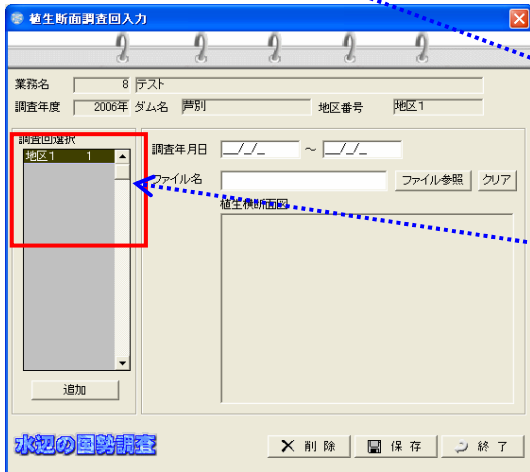 植生断面調査回入力
業務名 8 テスト
調査年度 2006年 ダム名 芦別 地区番号 地区1
調査回選択
地区1 1
調査年月日 __/_/_ ～ __/_/_
ファイル名 ファイル参照 クリア
植生横断面図
追加
水辺の国勢調査
削除 保存 終了